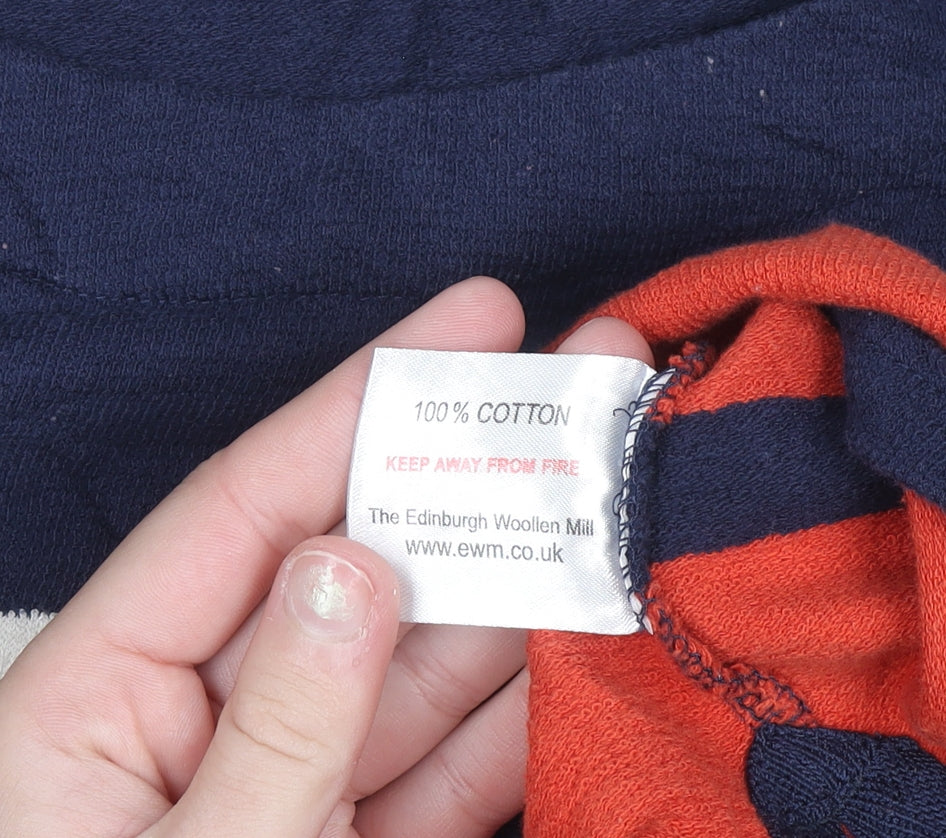 100% COTTON
KEEP AWAY FROM FIRE
The Edinburgh Woollen Mill
www.ewm.co.uk